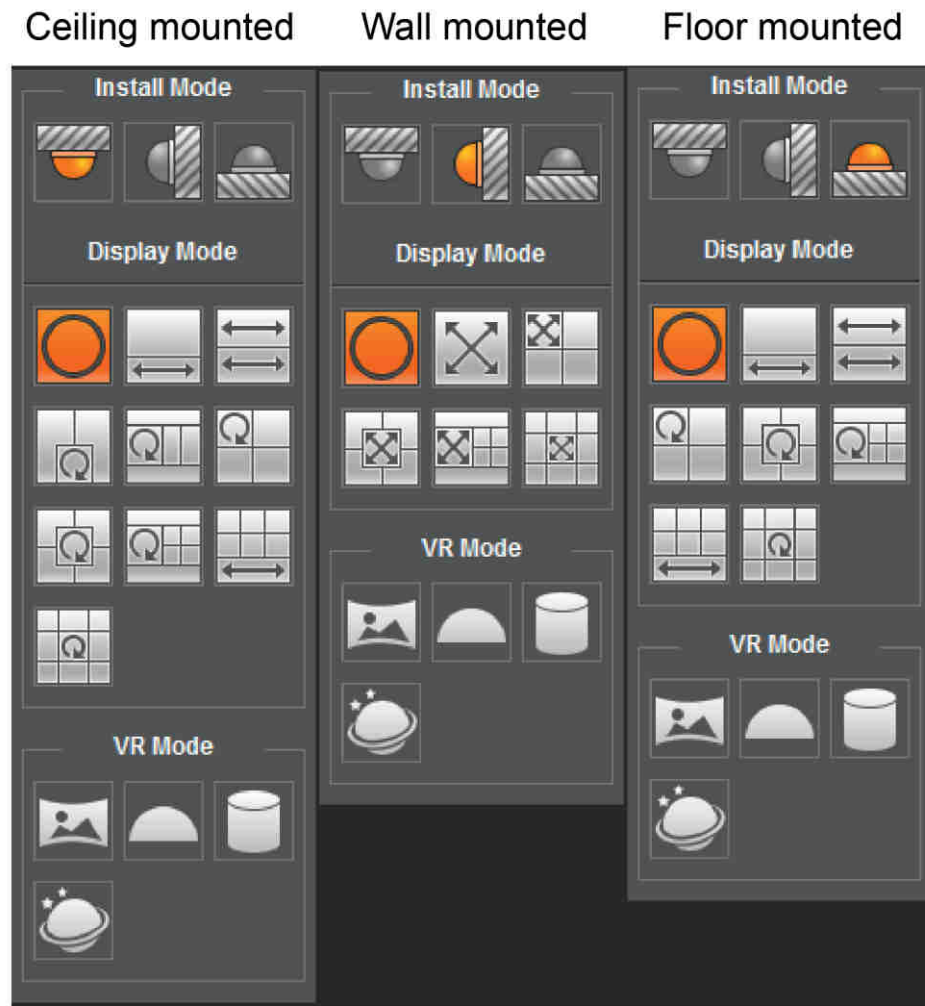 Ceiling mounted
Wall mounted
Floor mounted
Install Mode
Install Mode
Install Mode
Display Mode
Display Mode
Display Mode
VR Mode
VR Mode
VR Mode